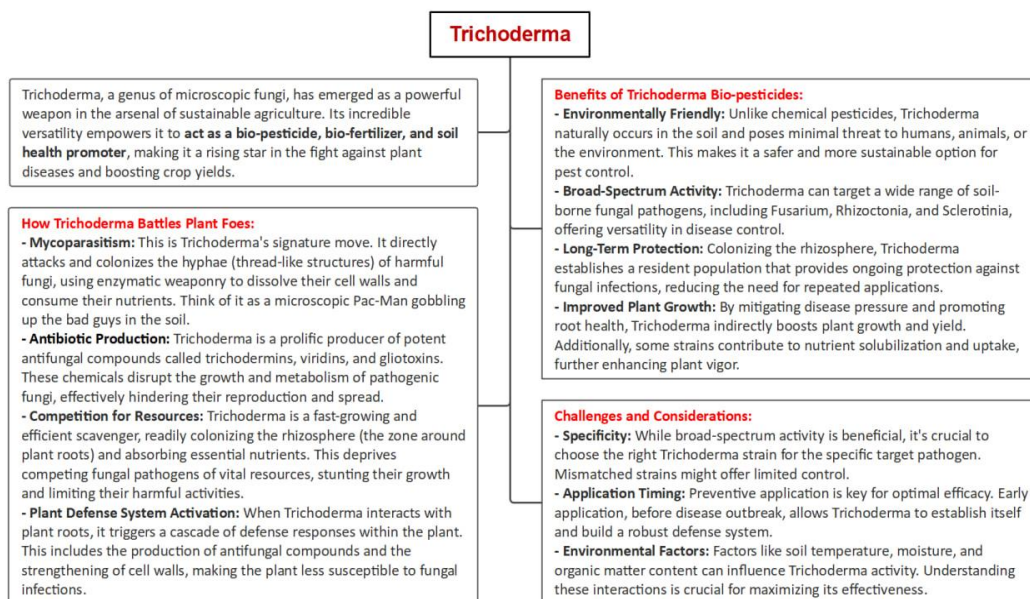 Trichoderma
Trichoderma, a genus of microscopic fungi, has emerged as a powerful
weapon in the arsenal of sustainable agriculture. Its incredible
versatility empowers it to act as a bio-pesticide, bio-fertilizer, and soil
health promoter, making it a rising star in the fight against plant
diseases and boosting crop yields.
How Trichoderma Battles Plant Foes:
- Mycoparasitism: This is Trichoderma's signature move. It directly
attacks and colonizes the hyphae (thread-like structures) of harmful
fungi, using enzymatic weaponry to dissolve their cell walls and
consume their nutrients. Think of it as a microscopic Pac-Man gobbling
up the bad guys in the soil.
- Antibiotic Production: Trichoderma is a prolific producer of potent
antifungal compounds called trichodermins, viridins, and gliotoxins.
These chemicals disrupt the growth and metabolism of pathogenic
fungi, effectively hindering their reproduction and spread.
- Competition for Resources: Trichoderma is a fast-growing and
efficient scavenger, readily colonizing the rhizosphere (the zone around
plant roots) and absorbing essential nutrients. This deprives
competing fungal pathogens of vital resources, stunting their growth
and limiting their harmful activities.
- Plant Defense System Activation: When Trichoderma interacts with
plant roots, it triggers a cascade of defense responses within the plant.
This includes the production of antifungal compounds and the
strengthening of cell walls, making the plant less susceptible to fungal
infections.
Benefits of Trichoderma Bio-pesticides:
- Environmentally Friendly: Unlike chemical pesticides, Trichoderma
naturally occurs in the soil and poses minimal threat to humans, animals, or
the environment. This makes it a safer and more sustainable option for
pest control.
- Broad-Spectrum Activity: Trichoderma can target a wide range of soil-
borne fungal pathogens, including Fusarium, Rhizoctonia, and Sclerotinia,
offering versatility in disease control.
- Long-Term Protection: Colonizing the rhizosphere, Trichoderma
establishes a resident population that provides ongoing protection against
fungal infections, reducing the need for repeated applications.
- Improved Plant Growth: By mitigating disease pressure and promoting
root health, Trichoderma indirectly boosts plant growth and yield.
Additionally, some strains contribute to nutrient solubilization and uptake,
further enhancing plant vigor.
Challenges and Considerations:
- Specificity: While broad-spectrum activity is beneficial, it's crucial to
choose the right Trichoderma strain for the specific target pathogen.
Mismatched strains might offer limited control.
- Application Timing: Preventive application is key for optimal efficacy. Early
application, before disease outbreak, allows Trichoderma to establish itself
and build a robust defense system.
- Environmental Factors: Factors like soil temperature, moisture, and
organic matter content can influence Trichoderma activity. Understanding
these interactions is crucial for maximizing its effectiveness.